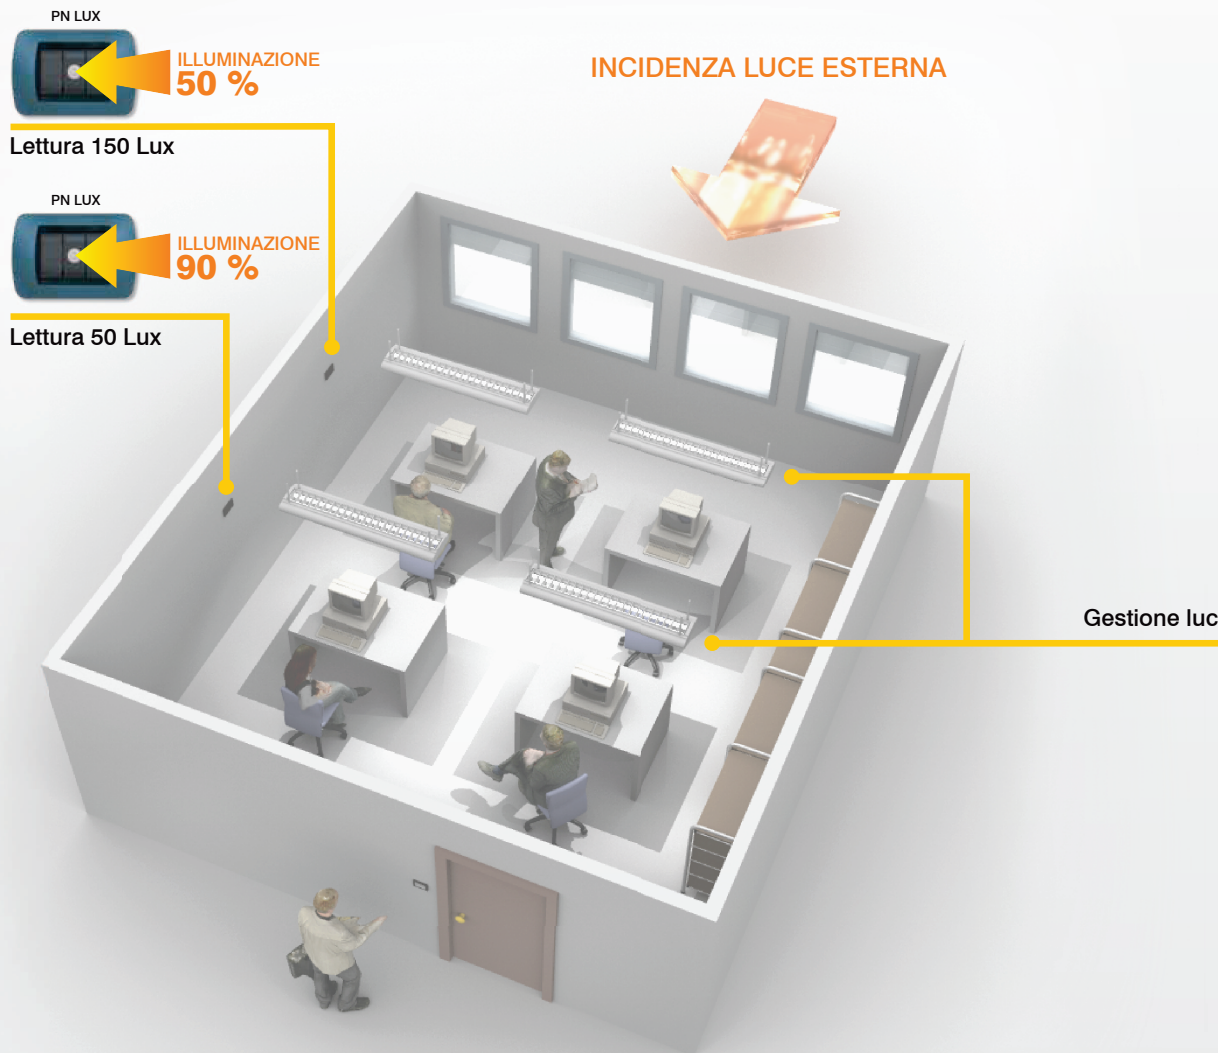 PN LUX
ILLUMINAZIONE
50 %
Lettura 150 Lux
INCIDENZA LUCE ESTERNA
PN LUX
ILLUMINAZIONE
90 %
Lettura 50 Lux
Gestione luc